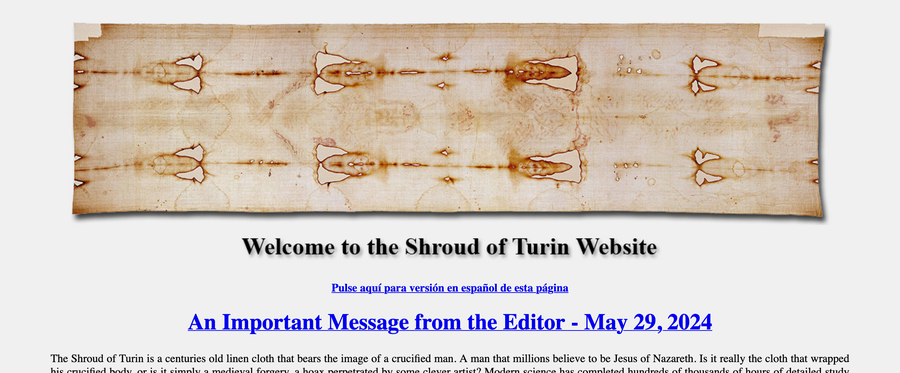 Welcome to the Shroud of Turin Website
Pulse aquí para versión en español de esta página
An Important Message from the Editor - May 29, 2024
The Shroud of Turin is a centuries old linen cloth that bears the image of a crucified man. A man that millions believe to be Jesus of Nazareth. Is it really the cloth that wrapped
his crucified body, or is it simply a medieval forgery, a hoax perpetrated by some clever artist? Modern science has completed hundreds of thousands of hours of detailed study